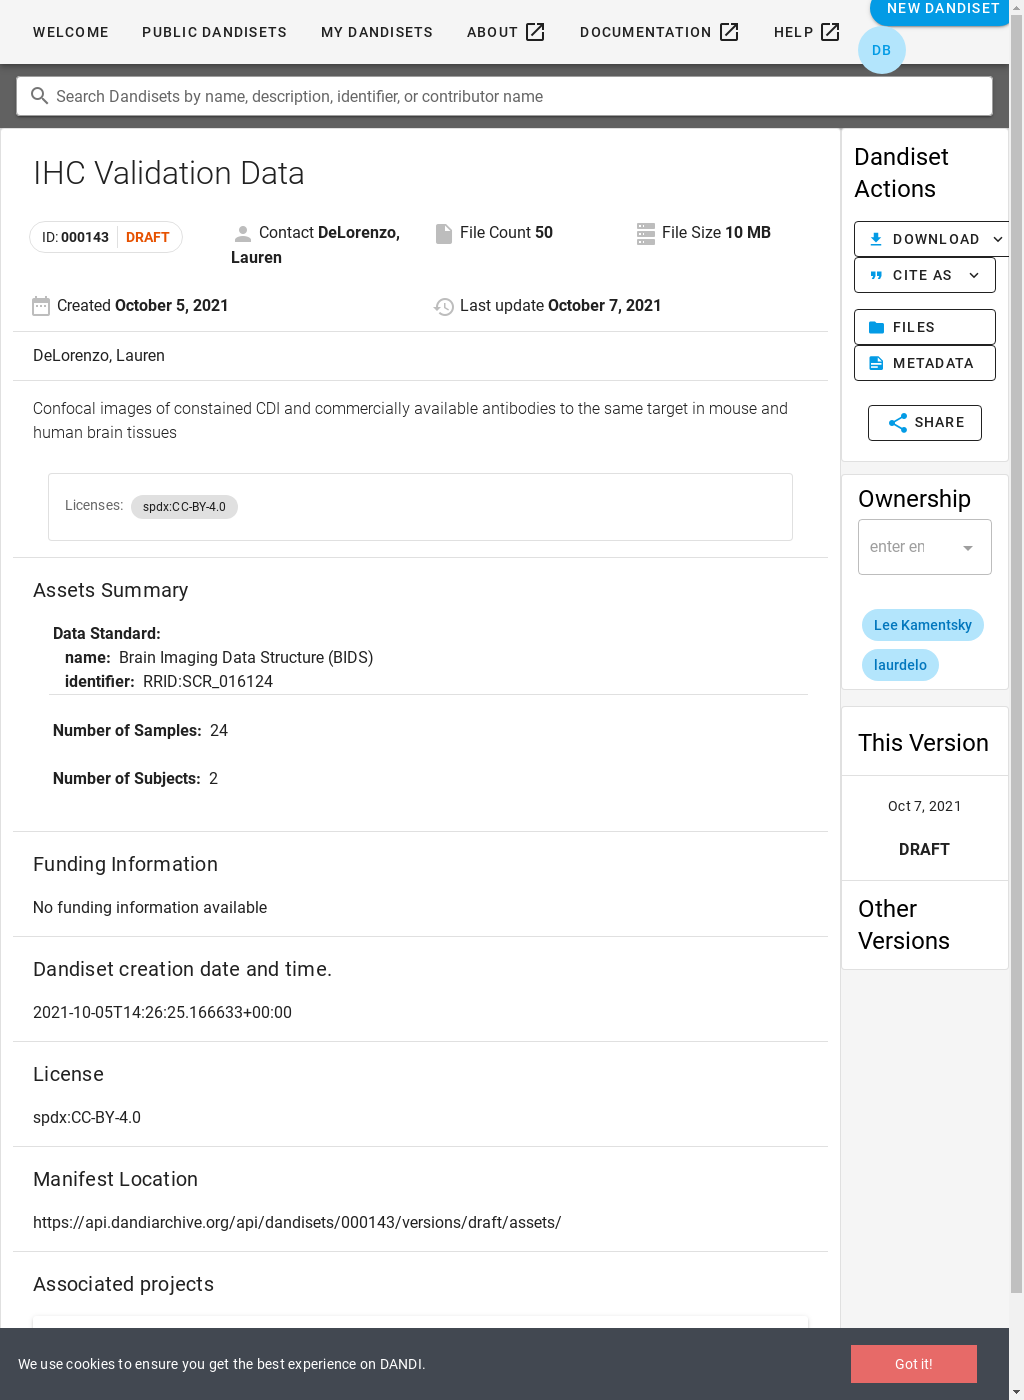 WELCOME PUBLIC DANDISETS MY DANDISETS ABOUT DOCUMENTATION HELP NEW DANDISET
DB
Search Dandisets by name, description, identifier, or contributor name
IHC Validation Data
ID: 000143 DRAFT
Contact DeLorenzo,
Lauren
File Count 50
File Size 10 MB
Created October 5, 2021
Last update October 7, 2021
DeLorenzo, Lauren
Confocal images of constained CDI and commercially available antibodies to the same target in mouse and
human brain tissues
Licenses: spdx:CC-BY-4.0
Assets Summary
Data Standard:
name: Brain Imaging Data Structure (BIDS)
identifier: RRID:SCR_016124
Number of Samples: 24
Number of Subjects: 2
Funding Information
No funding information available
Dandiset creation date and time.
2021-10-05T14:26:25.166633+00:00
License
spdx:CC-BY-4.0
Manifest Location
https://api.dandiarchive.org/api/dandisets/000143/versions/draft/assets/
Associated projects
Dandiset
Actions
DOWNLOAD
CITE AS
FILES
METADATA
SHARE
Ownership
enter en
Lee Kamentsky
laurdelo
This Version
Oct 7, 2021
DRAFT
Other
Versions
We use cookies to ensure you get the best experience on DANDI.
Got it!